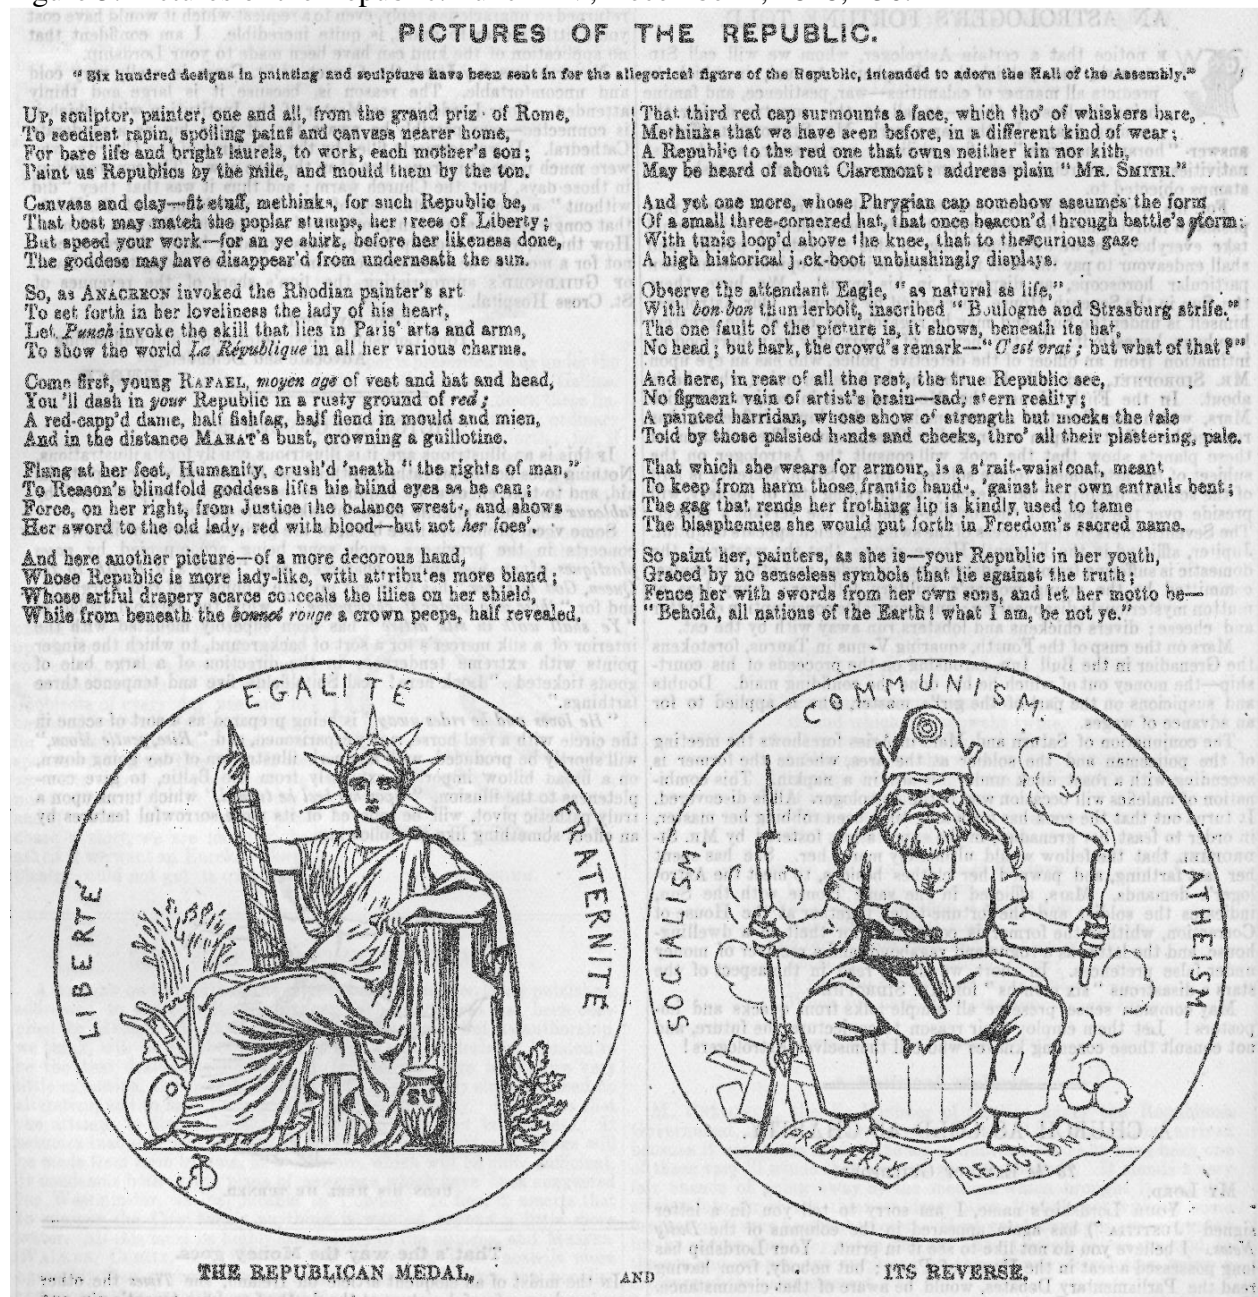 PICTURES OF THE REPUBLIC.
"Six hundred designs in painting and sculpture have been sent in for the allegorical figure of the Republic, intended to adorn the Hall of the Assembly."
Up, sculptor, painter, one and all, from the grand prix of Rome,
To seediest rapin, spoiling paint and canvass nearer home,
For bare life and bright laurels, to work, each mother's son;
Paint us Republics by the mile, and mould them by the ton.
Canvass and clay—fit stuff, methinks, for such Republic be,
That best may match the poplar stumps, her trees of Liberty;
But speed your work—for an ye shirk, before her likeness done,
The goddess may have disappear'd from underneath the sun.
So, as ANACREON invoked the Rhodian painter's art
To set forth in her loveliness the lady of his heart,
Let Punch invoke the skill that lies in Paris' arts and arms,
To show the world La République in all her various charms.
Come first, young RAFAEL, moyen age of vest and hat and head,
You'll dash in your Republic in a rusty ground of red;
A red-capp'd dame, half fishfag, half fiend in mould and mien,
And in the distance MARAT'S bust, crowning a guillotine.
Flang at her feet, Humanity, crush'd 'neath "the rights of man,"
To Reason's blindfold goddess lifts his blind eyes as he can;
Force, on her right, from Justice the balance wrests, and shows
Her sword to the old lady, red with blood—but not her foes'.
And here another picture—of a more decorous hand,
Whose Republic is more lady-like, with attributes more bland;
Whose artful drapery scarce conceals the lilies on her shield,
While from beneath the bonnet rouge a crown peeps, half revealed.
That third red cap surmounts a face, which tho' of whiskers bare,
Methinks that we have seen before, in a different kind of wear;
A Republic to the red one that owns neither kin nor kith,
May be heard of about Claremont: address plain "MR. SMITH."
And yet one more, whose Phrygian cap somehow assumes the form
Of a small three-cornered hat, that once beacon'd through battle's storm;
With tunic loop'd above the knee, that to the curious gaze
A high historical jack-boot unblushingly displays.
Observe the attendant Eagle, "as natural as life,"
With bon-bon thunderbolt, inscribed "Boulogne and Strasburg strife."
The one fault of the picture is, it shows, beneath its hat,
No head; but hark, the crowd's remark—"C'est vrai; but what of that?"
And here, in rear of all the rest, the true Republic see,
No figment vain of artist's brain—sad, stern reality;
A painted harridan, whose show of strength but mocks the tale
Told by those palsied hands and cheeks, thro' all their plastering, pale.
That which she wears for armour, is a strait-waistcoat, meant
To keep from harm those frantic hands, 'gainst her own entrails bent;
The gag that rends her frothing lip is kindly used to tame
The blasphemies she would put forth in Freedom's sacred name.
So paint her, painters, as she is—your Republic in her youth,
Graced by no senseless symbols that lie against the truth;
Fence her with swords from her own sons, and let her motto be—
"Behold, all nations of the Earth! what I am, be not ye."
LIBERTÉ
EGALITÉ
FRATERNITE
SOCIALISM.
COMMUNISM.
ATHEISM
PROPERTY
RELIGION
THE REPUBLICAN MEDAL,
AND
ITS REVERSE.